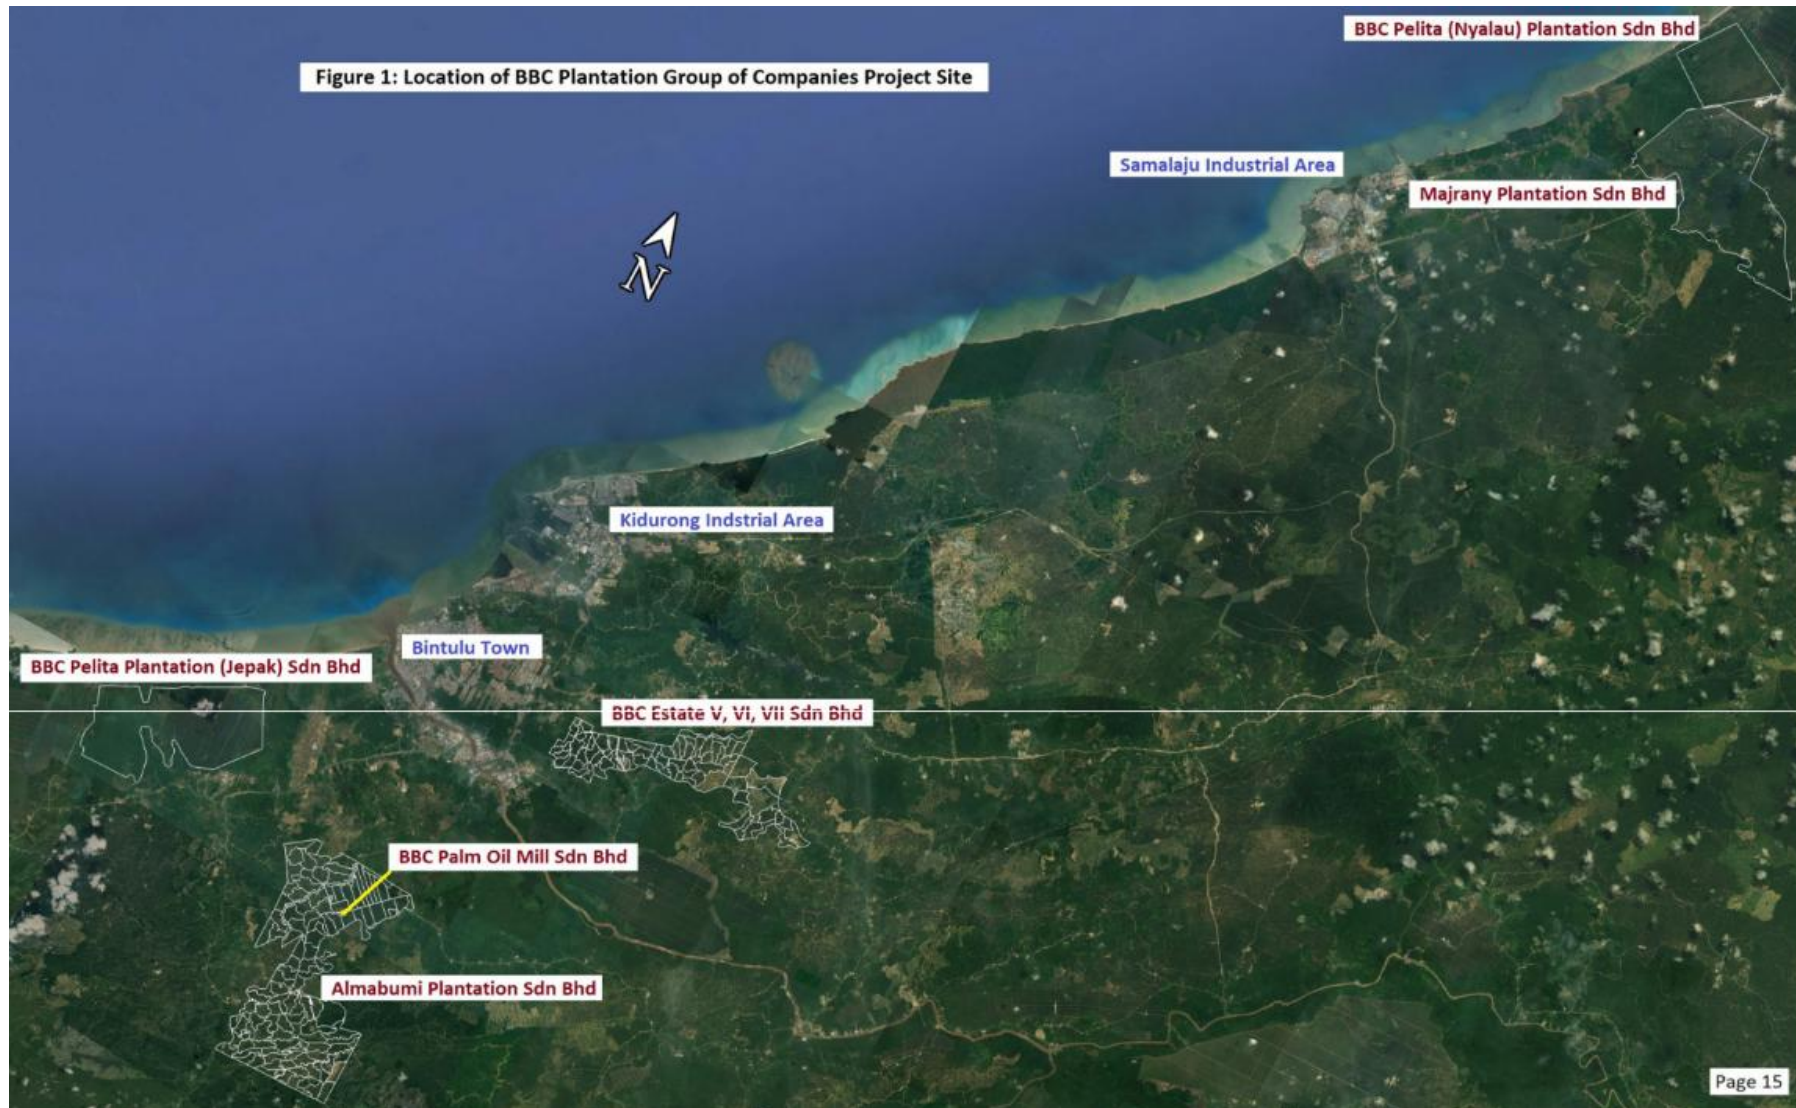 BBC Pelita (Nyalau) Plantation Sdn Bhd
Figure 1: Location of BBC Plantation Group of Companies Project Site
Samalaju Industrial Area
Majrany Plantation Sdn Bhd
N
Kidurong Indstrial Area
Bintulu Town
BBC Pelita Plantation (Jepak) Sdn Bhd
BBC Estate V, Vi, Vii Sdn Bhd
BBC Palm Oil Mill Sdn Bhd
Almabumi Plantation Sdn Bhd
Page 15